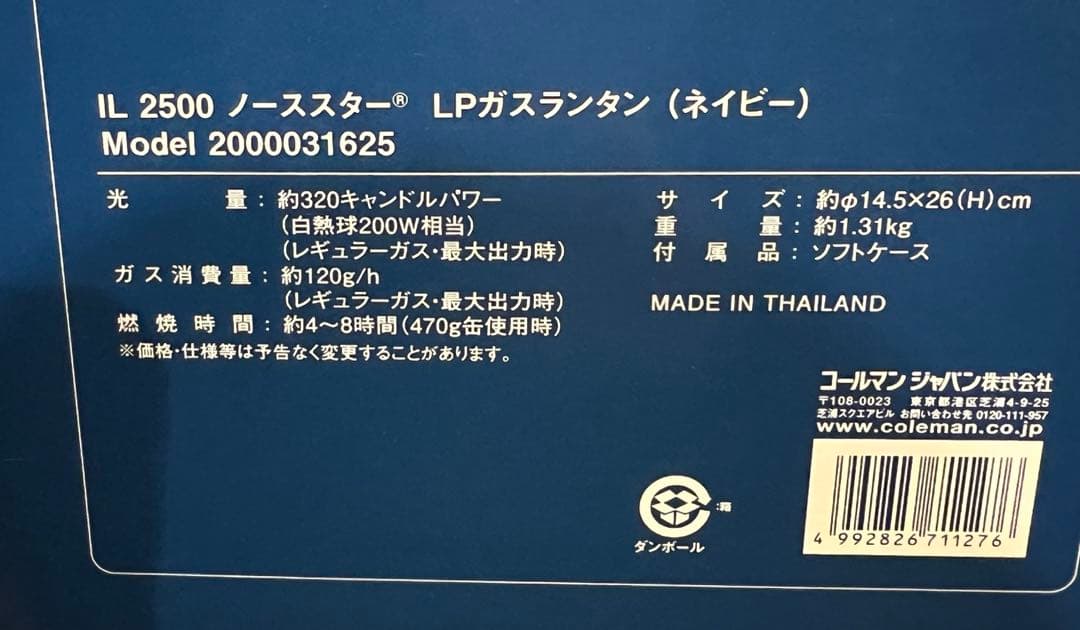 IL 2500 ノーススター® LPガスランタン（ネイビー）
Model 2000031625
光量：約320キャンドルパワー
（白熱球200W相当）
（レギュラーガス・最大出力時）
ガス消費量：約120g/h
（レギュラーガス・最大出力時）
燃焼時間：約4～8時間（470g缶使用時）
※価格・仕様等は予告なく変更することがあります。
サイズ：約φ14.5×26（H）cm
重量：約1.31kg
付属品：ソフトケース
MADE IN THAILAND
コールマン ジャパン株式会社
〒108-0023 東京都港区芝浦4-9-25
芝浦スクエアビル お問い合わせ先 0120-111-957
www.coleman.co.jp
：箱
ダンボール
4 992826 711276